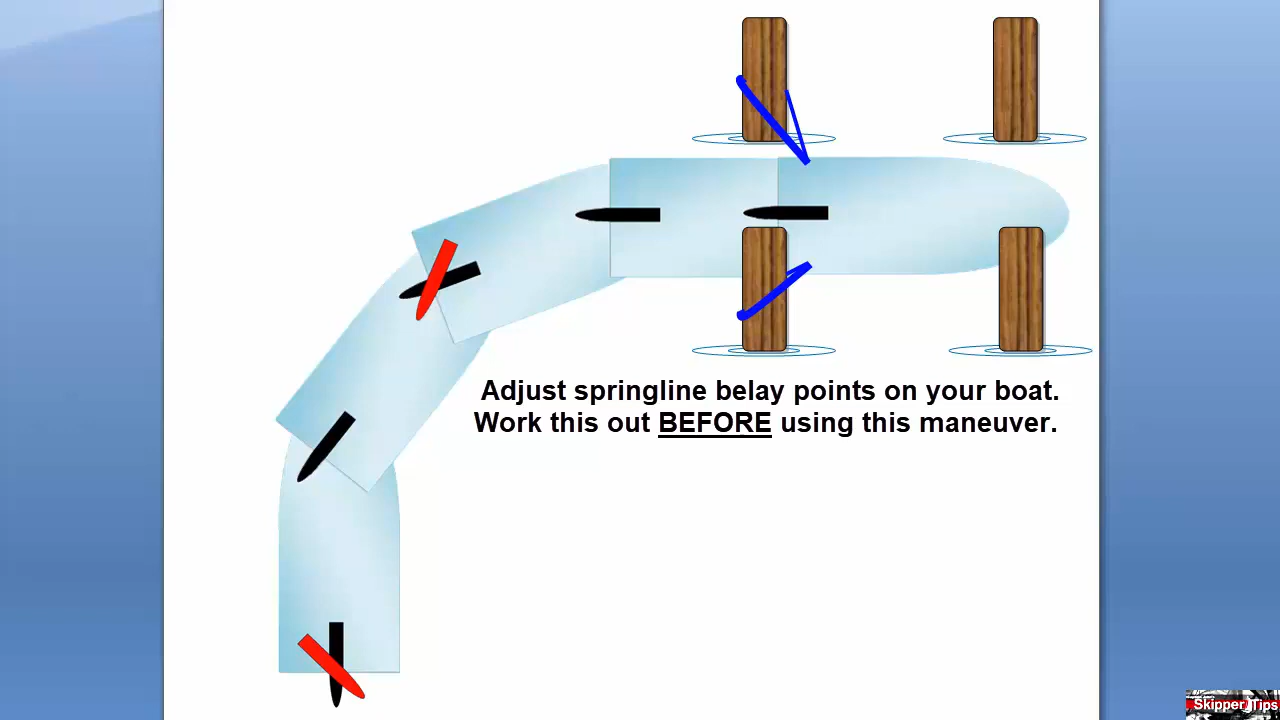 Adjust springline belay points on your boat.
Work this out BEFORE using this maneuver.
Skipper Tips